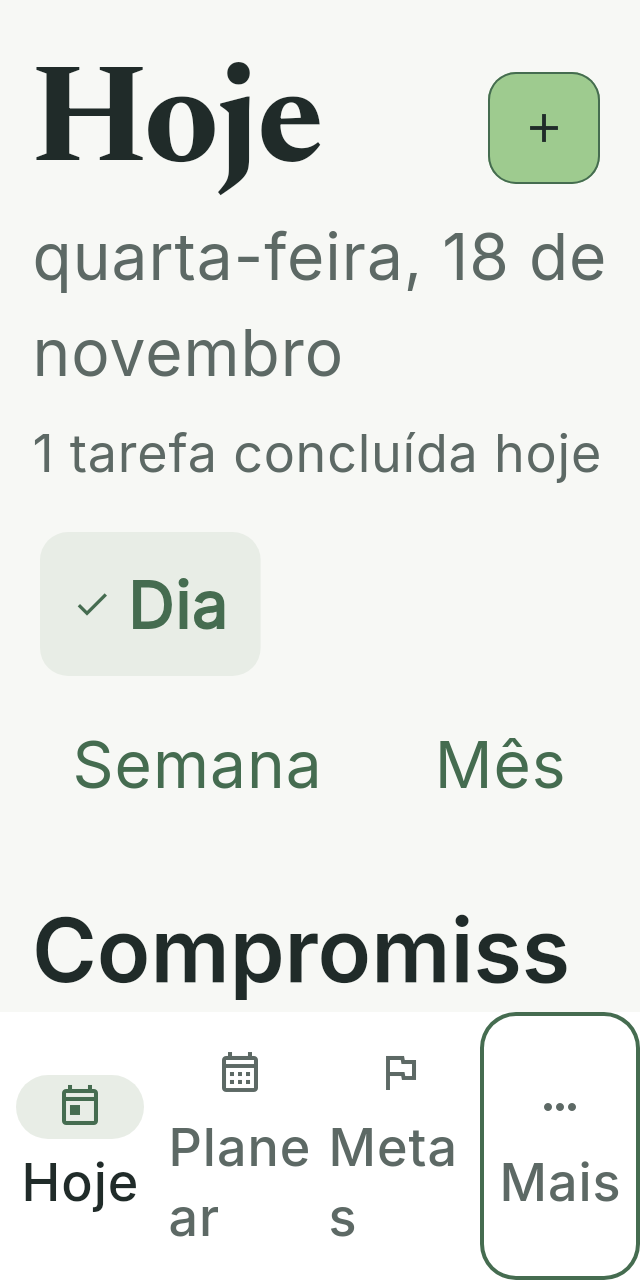 Hoje
+
quarta-feira, 18 de
novembro
1 tarefa concluída hoje
Dia
Semana Mês
Compromiss
Hoje
Plane
ar
Meta
s
Mais